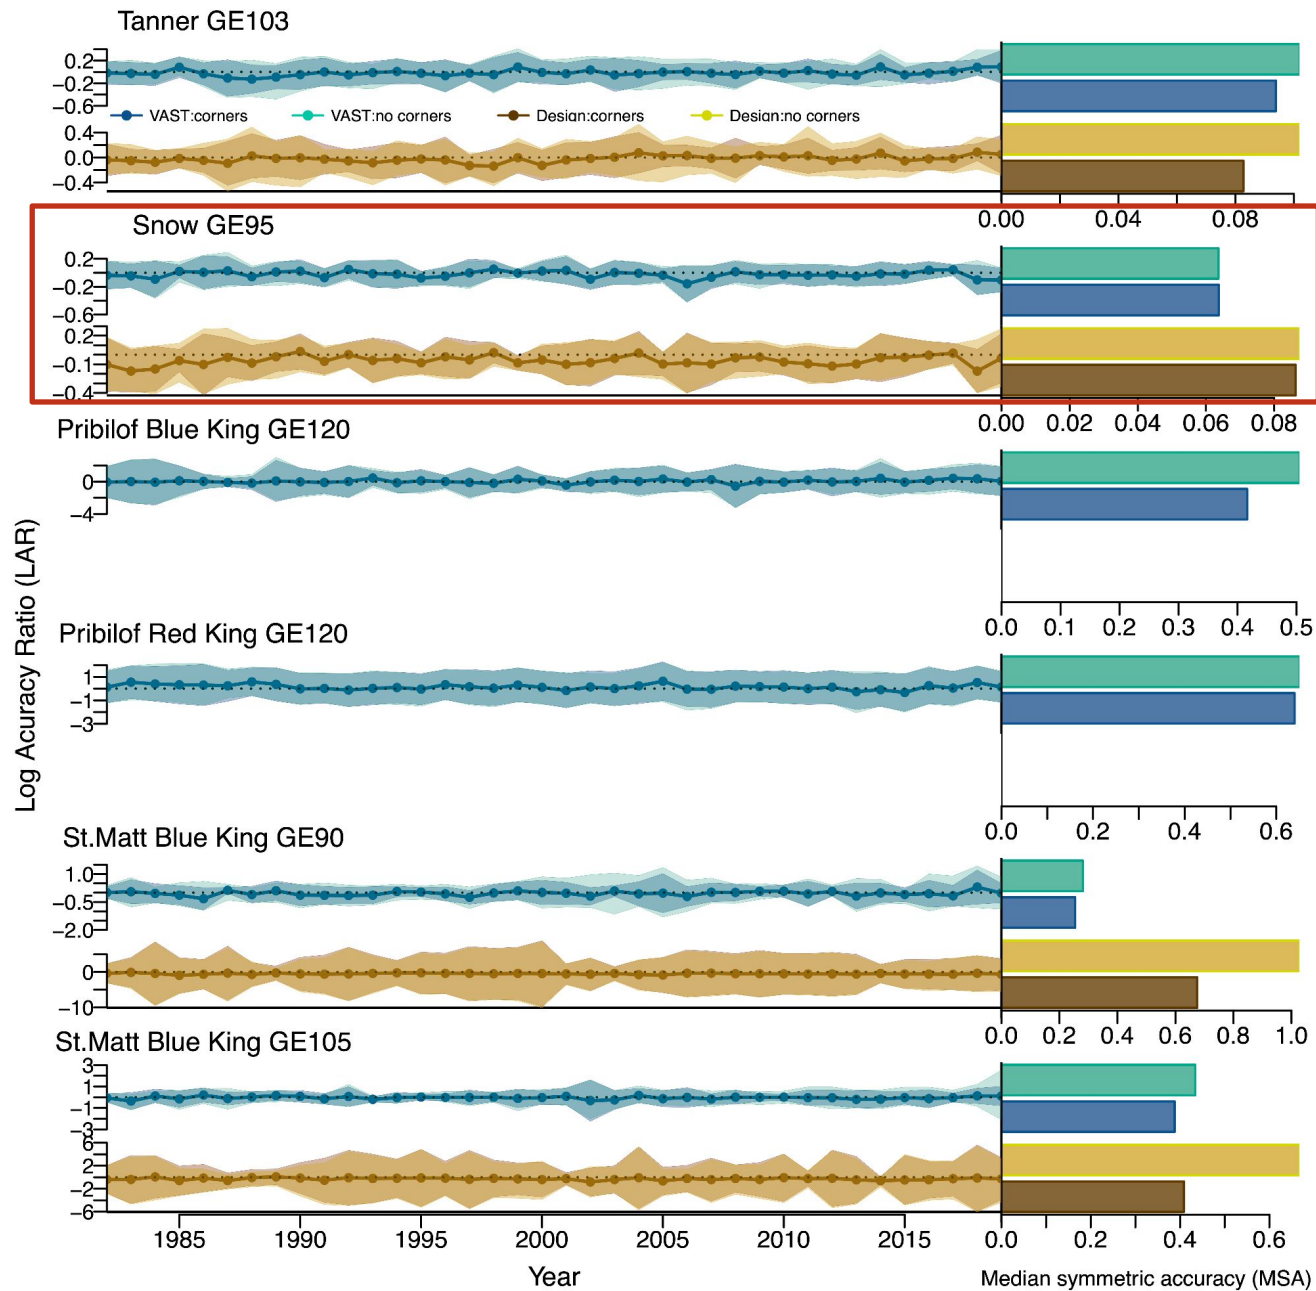 Tanner GE103
0.2
−0.2
−0.6
VAST:corners VAST:no corners Design:corners Design:no corners
0.4
0.0
−0.4
0.00 0.04 0.08
Snow GE95
0.2
−0.2
−0.6
0.2
−0.1
−0.4
0.00 0.02 0.04 0.06 0.08
Pribilof Blue King GE120
0
−4
0.0 0.1 0.2 0.3 0.4 0.5
Pribilof Red King GE120
1
−1
−3
0.0 0.2 0.4 0.6
St.Matt Blue King GE90
1.0
−0.5
−2.0
0
−10
0.0 0.2 0.4 0.6 0.8 1.0
St.Matt Blue King GE105
3
1
−1
−3
6
2
−2
−6
0.0 0.2 0.4 0.6
1985 1990 1995 2000 2005 2010 2015
Log Acuracy Ratio (LAR)
Year
Median symmetric accuracy (MSA)